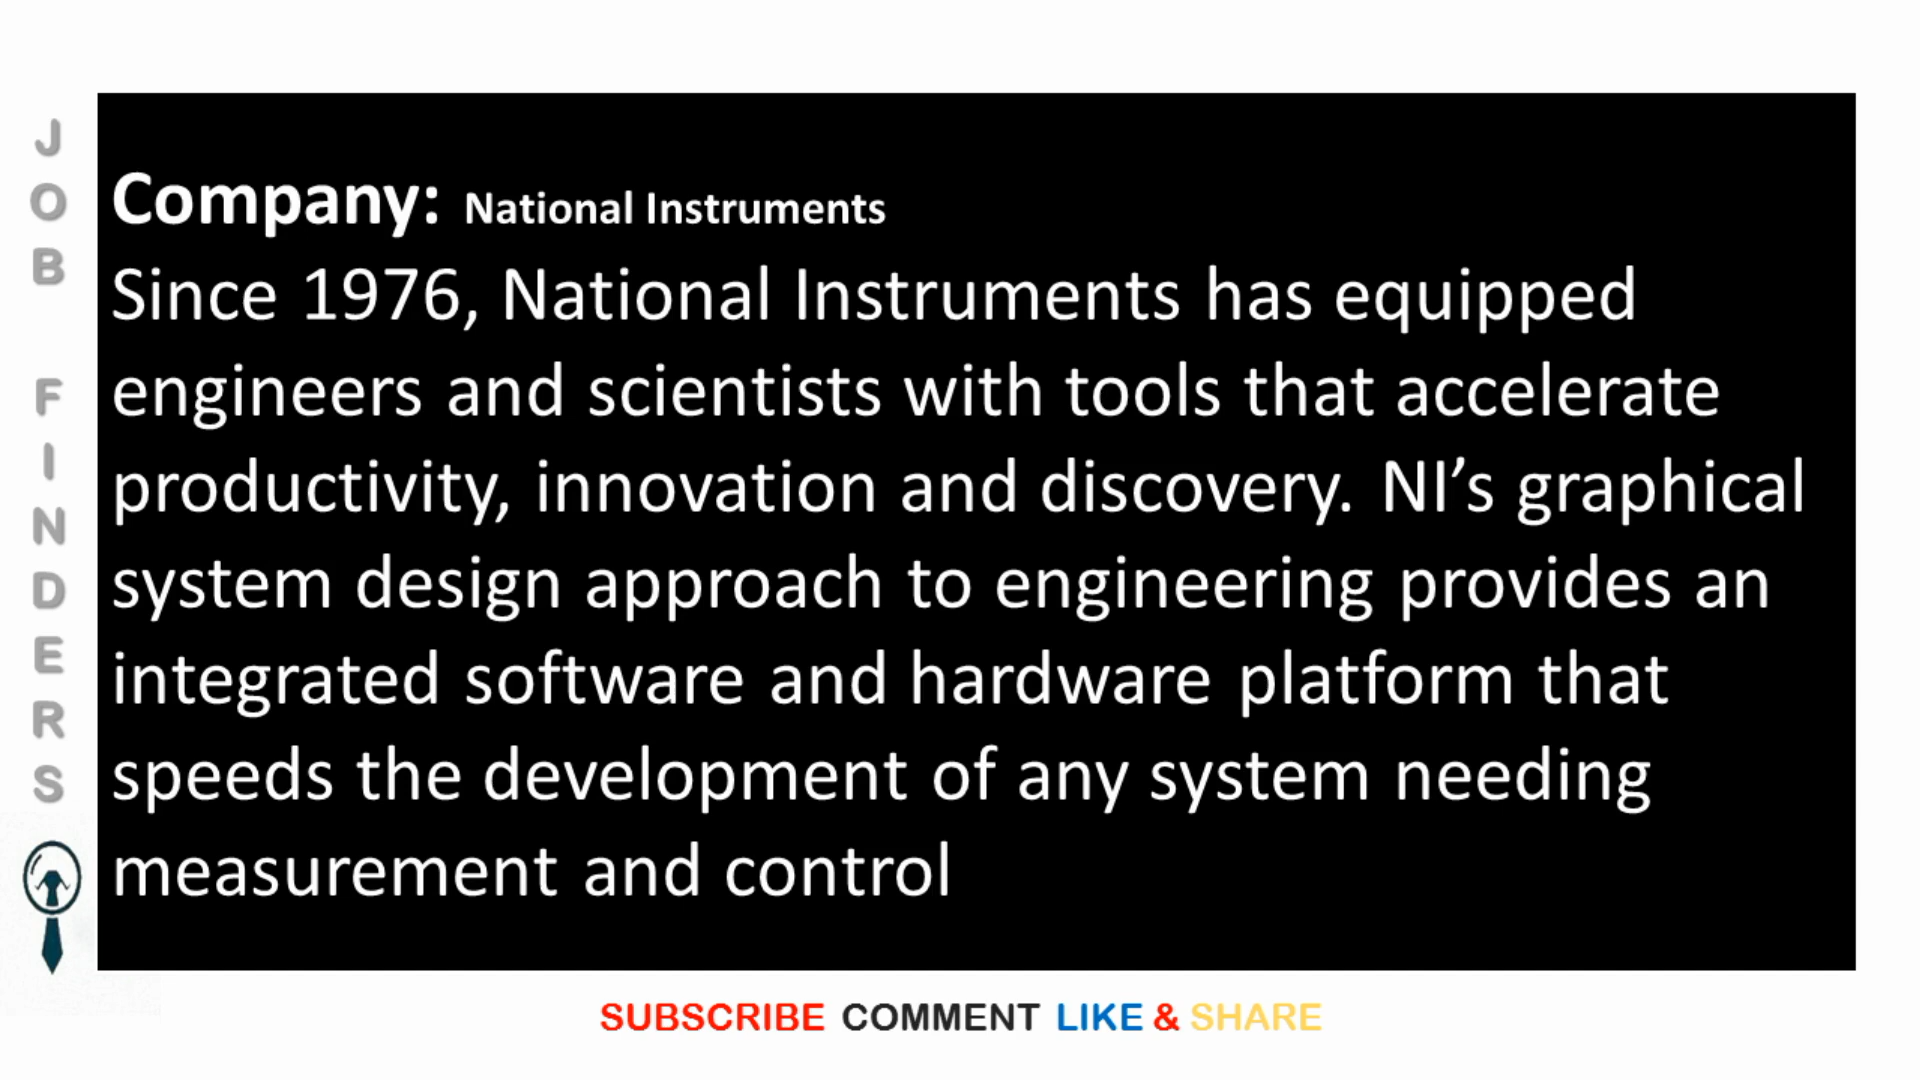 JOB FINDERS
Company: National Instruments
Since 1976, National Instruments has equipped
engineers and scientists with tools that accelerate
productivity, innovation and discovery. NI’s graphical
system design approach to engineering provides an
integrated software and hardware platform that
speeds the development of any system needing
measurement and control
SUBSCRIBE COMMENT LIKE & SHARE